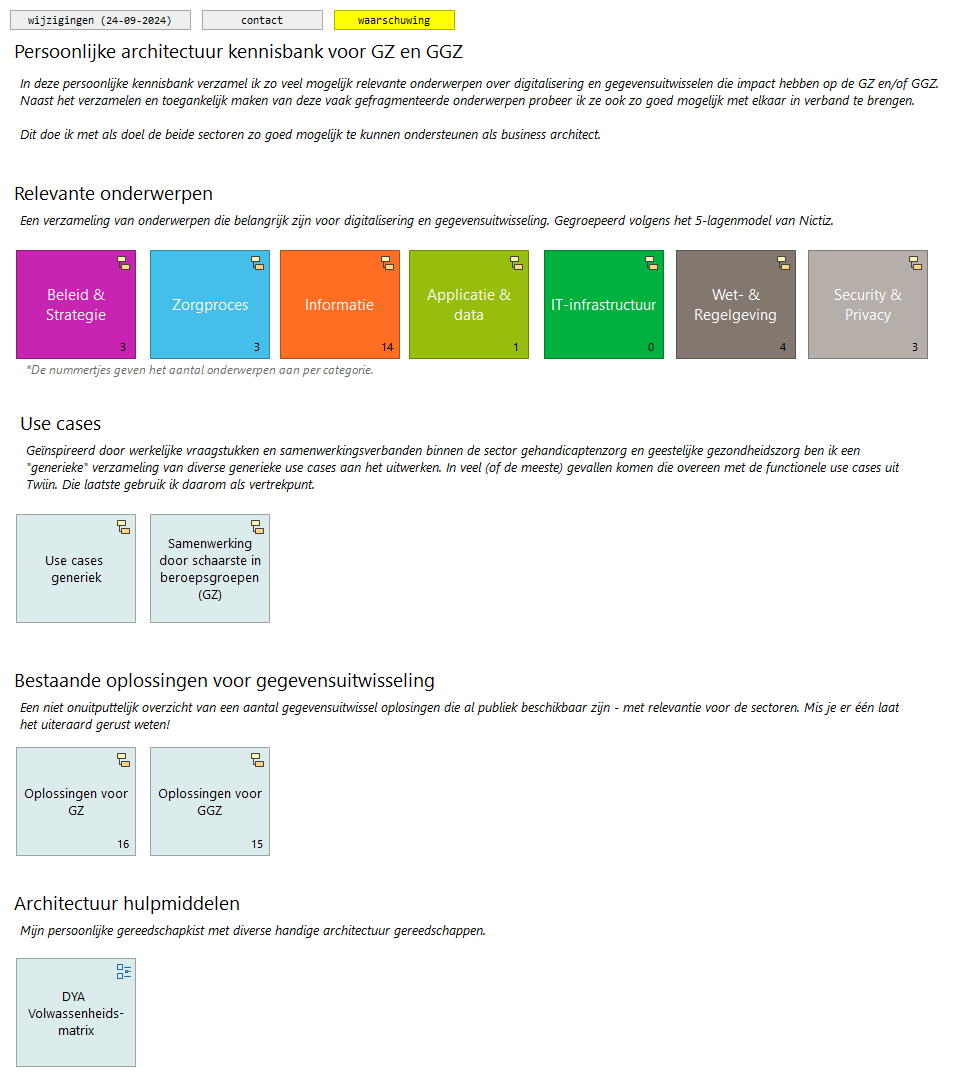 wijzigingen (24-09-2024)
contact
waarschuwing
Persoonlijke architectuur kennisbank voor GZ en GGZ
In deze persoonlijke kennisbank verzamel ik zo veel mogelijk relevante onderwerpen over digitalisering en gegevensuitwisselen die impact hebben op de GZ en/of GGZ.
Naast het verzamelen en toegankelijk maken van deze vaak gefragmenteerde onderwerpen probeer ik ze ook zo goed mogelijk met elkaar in verband te brengen.
Dit doe ik met als doel de beide sectoren zo goed mogelijk te kunnen ondersteunen als business architect.
Relevante onderwerpen
Een verzameling van onderwerpen die belangrijk zijn voor digitalisering en gegevensuitwisseling. Gegroepeerd volgens het 5-lagenmodel van Nictiz.
Beleid &
Strategie
3
Zorgproces
3
Informatie
14
Applicatie &
data
1
IT-infrastructuur
0
Wet- &
Regelgeving
4
Security &
Privacy
3
*De nummertjes geven het aantal onderwerpen aan per categorie.
Use cases
Geïnspireerd door werkelijke vraagstukken en samenwerkingsverbanden binnen de sector gehandicaptenzorg en geestelijke gezondheidszorg ben ik een
"generieke" verzameling van diverse generieke use cases aan het uitwerken. In veel (of de meeste) gevallen komen die overeen met de functionele use cases uit
Twiin. Die laatste gebruik ik daarom als vertrekpunt.
Use cases
generiek
Samenwerking
door schaarste in
beroepsgroepen
(GZ)
Bestaande oplossingen voor gegevensuitwisseling
Een niet onuitputtelijk overzicht van een aantal gegevensuitwissel oplosingen die al publiek beschikbaar zijn - met relevantie voor de sectoren. Mis je er één laat
het uiteraard gerust weten!
Oplossingen voor
GZ
16
Oplossingen voor
GGZ
15
Architectuur hulpmiddelen
Mijn persoonlijke gereedschapkist met diverse handige architectuur gereedschappen.
DYA
Volwassenheids-
matrix